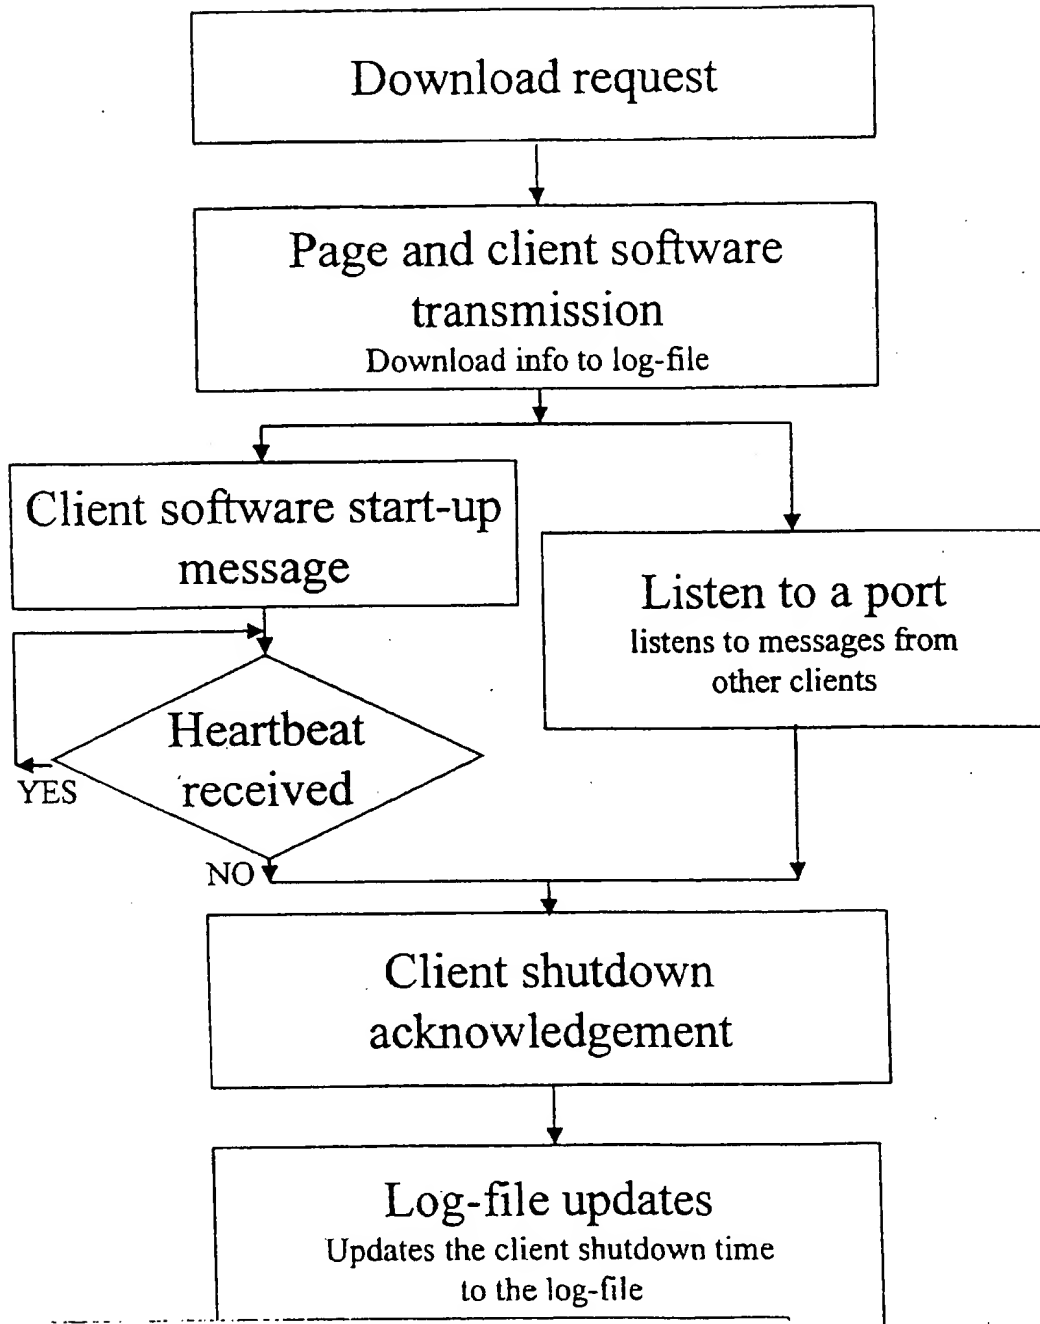 Download request
Page and client software
transmission
Download info to log-file
Client software start-up
message
Listen to a port
listens to messages from
other clients
Heartbeat
received
YES
NO
Client shutdown
acknowledgement
Log-file updates
Updates the client shutdown time
to the log-file